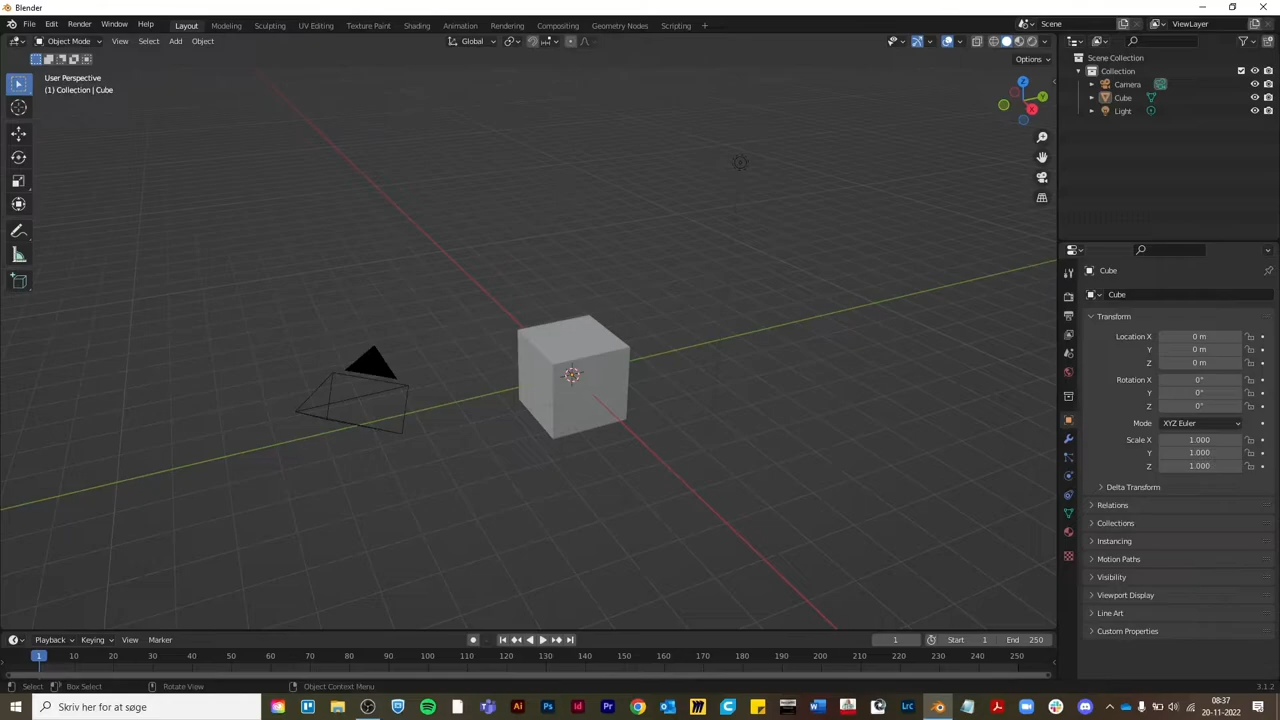 Blender
File Edit Render Window Help Layout Modeling Sculpting UV Editing Texture Paint Shading Animation Rendering Compositing Geometry Nodes Scripting + Scene ViewLayer
Object Mode View Select Add Object Global
Options
User Perspective
(1) Collection | Cube
Z
Y
X
Scene Collection
Collection
Camera
Cube
Light
Cube
Cube
Transform
Location X 0 m
Y 0 m
Z 0 m
Rotation X 0°
Y 0°
Z 0°
Mode XYZ Euler
Scale X 1.000
Y 1.000
Z 1.000
Delta Transform
Relations
Collections
Instancing
Motion Paths
Visibility
Viewport Display
Line Art
Custom Properties
Playback Keying View Marker 1 Start 1 End 250
1 10 20 30 40 50 60 70 80 90 100 110 120 130 140 150 160 170 180 190 200 210 220 230 240 250
Select Box Select Rotate View Object Context Menu 3.1.2
Skriv her for at søge
Ai Ps Id Pr Lrc
08:37
20-11-2022